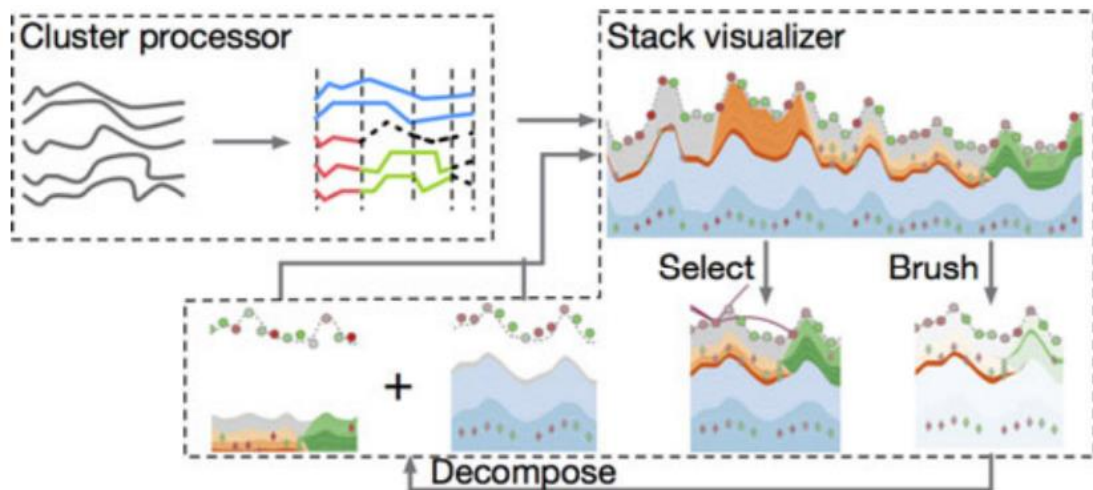 Cluster processor
Stack visualizer
Select
Brush
+
Decompose